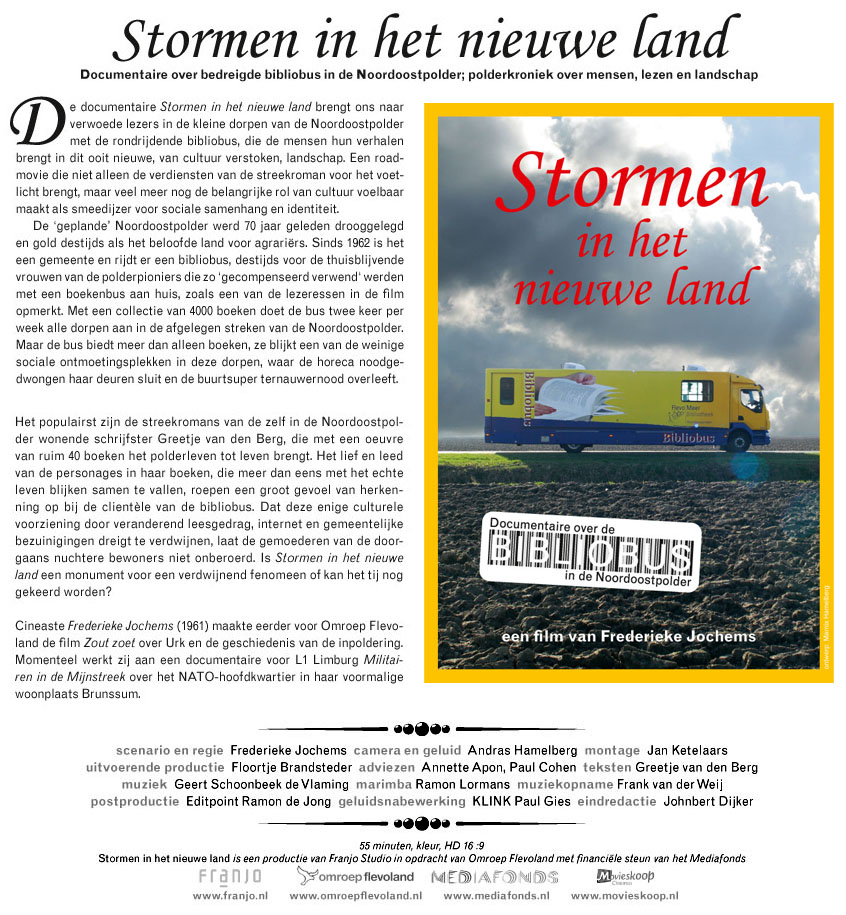 Stormen in het nieuwe land
Documentaire over bedreigde bibliobus in de Noordoostpolder; polderkroniek over mensen, lezen en landschap
De documentaire Stormen in het nieuwe land brengt ons naar
verwoede lezers in de kleine dorpen van de Noordoostpolder
met de rondrijdende bibliobus, die de mensen hun verhalen
brengt in dit ooit nieuwe, van cultuur verstoken, landschap. Een road-
movie die niet alleen de verdiensten van de streekroman voor het voet-
licht brengt, maar veel meer nog de belangrijke rol van cultuur voelbaar
maakt als smeedijzer voor sociale samenhang en identiteit.
De ‘geplande’ Noordoostpolder werd 70 jaar geleden drooggelegd
en gold destijds als het beloofde land voor agrariërs. Sinds 1962 is het
een gemeente en rijdt er een bibliobus, destijds voor de thuisblijvende
vrouwen van de polderpioniers die zo ‘gecompenseerd verwend‘ werden
met een boekenbus aan huis, zoals een van de lezeressen in de film
opmerkt. Met een collectie van 4000 boeken doet de bus twee keer per
week alle dorpen aan in de afgelegen streken van de Noordoostpolder.
Maar de bus biedt meer dan alleen boeken, ze blijkt een van de weinige
sociale ontmoetingsplekken in deze dorpen, waar de horeca noodge-
dwongen haar deuren sluit en de buurtsuper ternauwernood overleeft.
Het populairst zijn de streekromans van de zelf in de Noordoostpol-
der wonende schrijfster Greetje van den Berg, die met een oeuvre
van ruim 40 boeken het polderleven tot leven brengt. Het lief en leed
van de personages in haar boeken, die meer dan eens met het echte
leven blijken samen te vallen, roepen een groot gevoel van herken-
ning op bij de clientèle van de bibliobus. Dat deze enige culturele
voorziening door veranderend leesgedrag, internet en gemeentelijke
bezuinigingen dreigt te verdwijnen, laat de gemoederen van de door-
gaans nuchtere bewoners niet onberoerd. Is Stormen in het nieuwe
land een monument voor een verdwijnend fenomeen of kan het tij nog
gekeerd worden?
Cineaste Frederieke Jochems (1961) maakte eerder voor Omroep Flevo-
land de film Zout zoet over Urk en de geschiedenis van de inpoldering.
Momenteel werkt zij aan een documentaire voor L1 Limburg Militai-
ren in de Mijnstreek over het NATO-hoofdkwartier in haar voormalige
woonplaats Brunssum.
Stormen
in het
nieuwe land
Bibliobus
Flevo Meer
Bibliotheek
Bibliobus
Documentaire over de
BIBLIOBUS
in de Noordoostpolder
een film van Frederieke Jochems
ontwerp: Marcia Hamelberg
scenario en regie Frederieke Jochems camera en geluid Andras Hamelberg montage Jan Ketelaars
uitvoerende productie Floortje Brandsteder adviezen Annette Apon, Paul Cohen teksten Greetje van den Berg
muziek Geert Schoonbeek de Vlaming marimba Ramon Lormans muziekopname Frank van der Weij
postproductie Editpoint Ramon de Jong geluidsnabewerking KLINK Paul Gies eindredactie Johnbert Dijker
55 minuten, kleur, HD 16 :9
Stormen in het nieuwe land is een productie van Franjo Studio in opdracht van Omroep Flevoland met financiële steun van het Mediafonds
FRANJO omroepflevoland MEDIAFONDS Movieskoop Cinema
www.franjo.nl www.omroepflevoland.nl www.mediafonds.nl www.movieskoop.nl